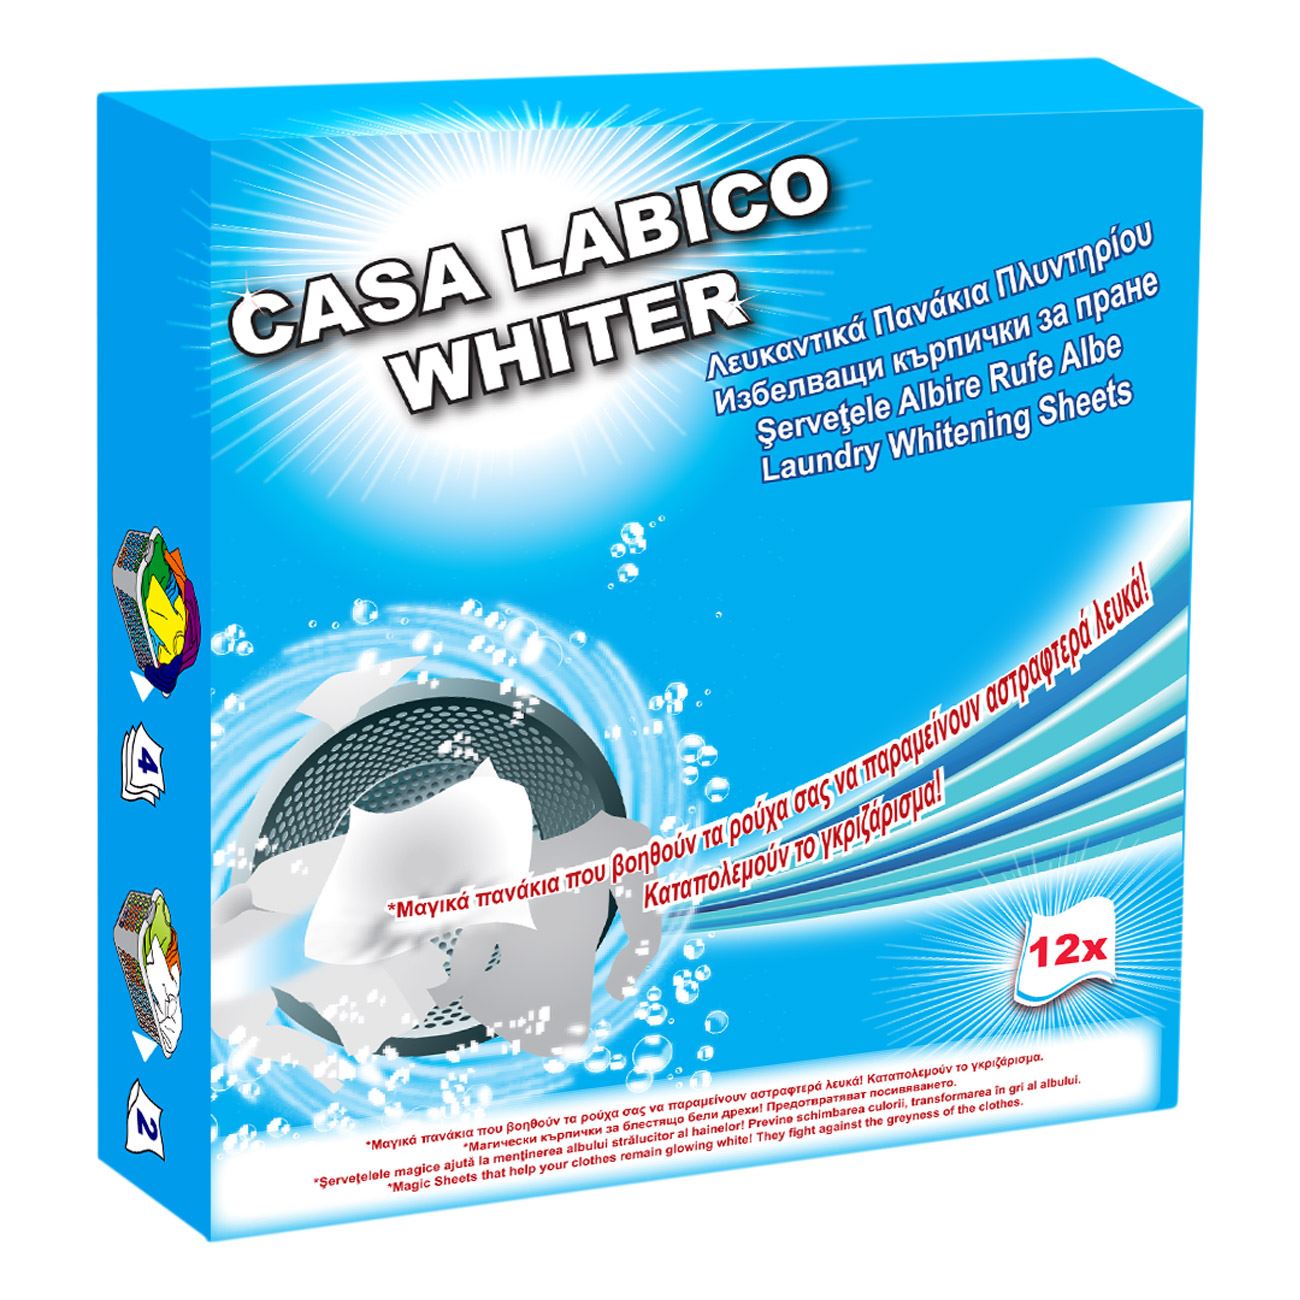 CASA LABICO
WHITER
Λευκαντικά Πανάκια Πλυντηρίου
Избелващи кърпички за пране
Şerveţele Albire Rufe Albe
Laundry Whitening Sheets
*Μαγικά πανάκια που βοηθούν τα ρούχα σας να παραμείνουν αστραφτερά λευκά!
Καταπολεμούν το γκριζάρισμα!
12x
4
2
*Μαγικά πανάκια που βοηθούν τα ρούχα σας να παραμείνουν αστραφτερά λευκά! Καταπολεμούν το γκριζάρισμα.
*Магически кърпички за блестящо бели дрехи! Предотвратяват посивяването.
*Şerveţelele magice ajută la menţinerea albului strălucitor al hainelor! Previne schimbarea culorii, transformarea în gri al albului.
*Magic Sheets that help your clothes remain glowing white! They fight against the greyness of the clothes.